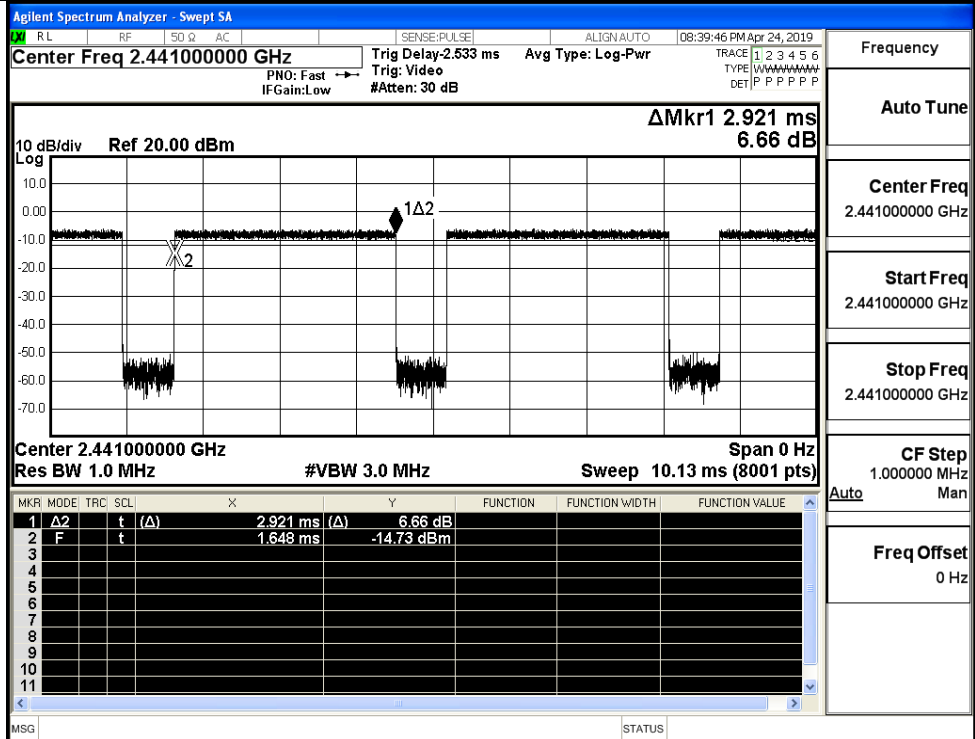 Agilent Spectrum Analyzer - Swept SA
LXI RL RF 50 Ω AC SENSE:PULSE ALIGN AUTO 08:39:46 PM Apr 24, 2019
Center Freq 2.441000000 GHz
PNO: Fast
IFGain:Low
Trig Delay-2.533 ms
Trig: Video
#Atten: 30 dB
Avg Type: Log-Pwr
TRACE 1 2 3 4 5 6
TYPE WWWWWW
DET P P P P P P
ΔMkr1 2.921 ms
6.66 dB
10 dB/div Ref 20.00 dBm
Log
10.0
0.00
-10.0
-20.0
-30.0
-40.0
-50.0
-60.0
-70.0
1Δ2
2
Center 2.441000000 GHz Span 0 Hz
Res BW 1.0 MHz #VBW 3.0 MHz Sweep 10.13 ms (8001 pts)
MKR MODE TRC SCL X Y FUNCTION FUNCTION WIDTH FUNCTION VALUE
1 Δ2 t (Δ) 2.921 ms (Δ) 6.66 dB
2 F t 1.648 ms -14.73 dBm
3
4
5
6
7
8
9
10
11
MSG STATUS
Frequency
Auto Tune
Center Freq
2.441000000 GHz
Start Freq
2.441000000 GHz
Stop Freq
2.441000000 GHz
CF Step
1.000000 MHz
Auto Man
Freq Offset
0 Hz